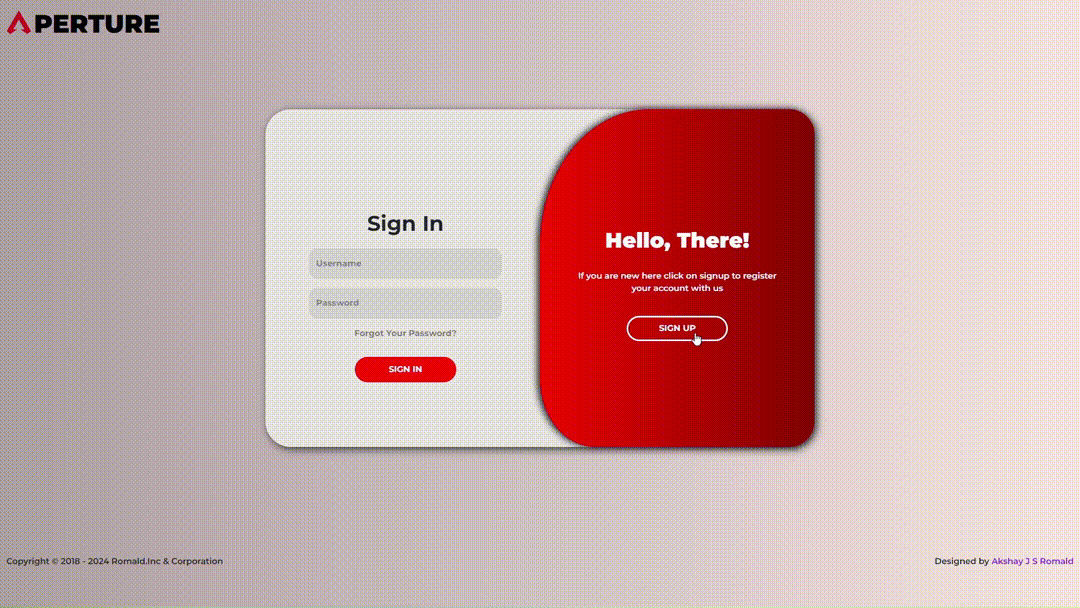 APERTURE
Sign In
Username
Password
Forgot Your Password?
SIGN IN
Hello, There!
If you are new here click on signup to register
your account with us
SIGN UP
Copyright © 2018 - 2024 Romald.Inc & Corporation
Designed by Akshay J S Romald